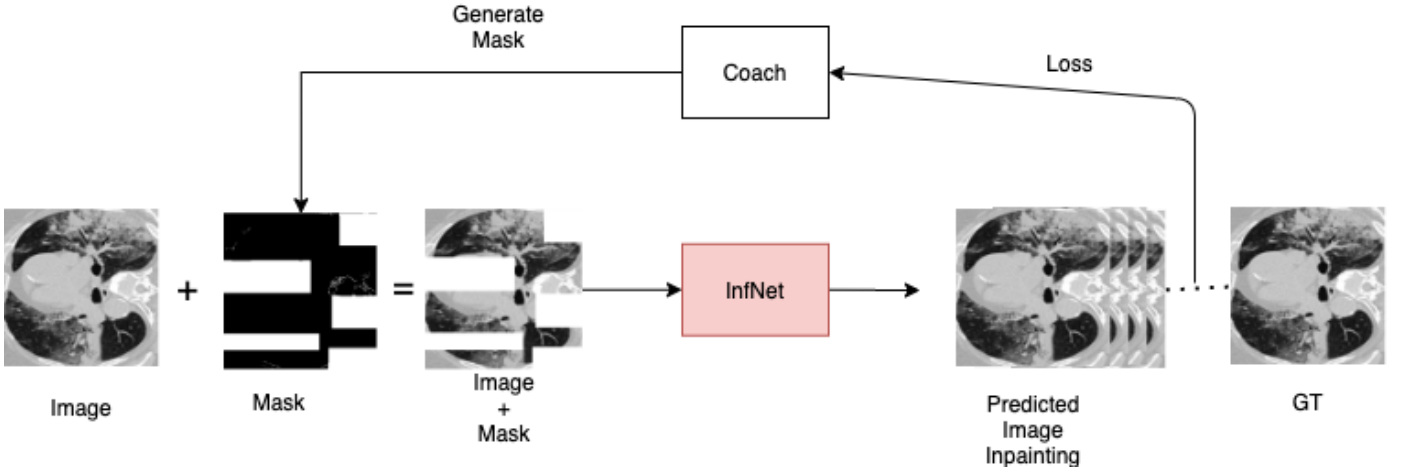 Generate
Mask
Coach
Loss
+
=
InfNet
Image
Mask
Image
+
Mask
Predicted
Image
Inpainting
GT